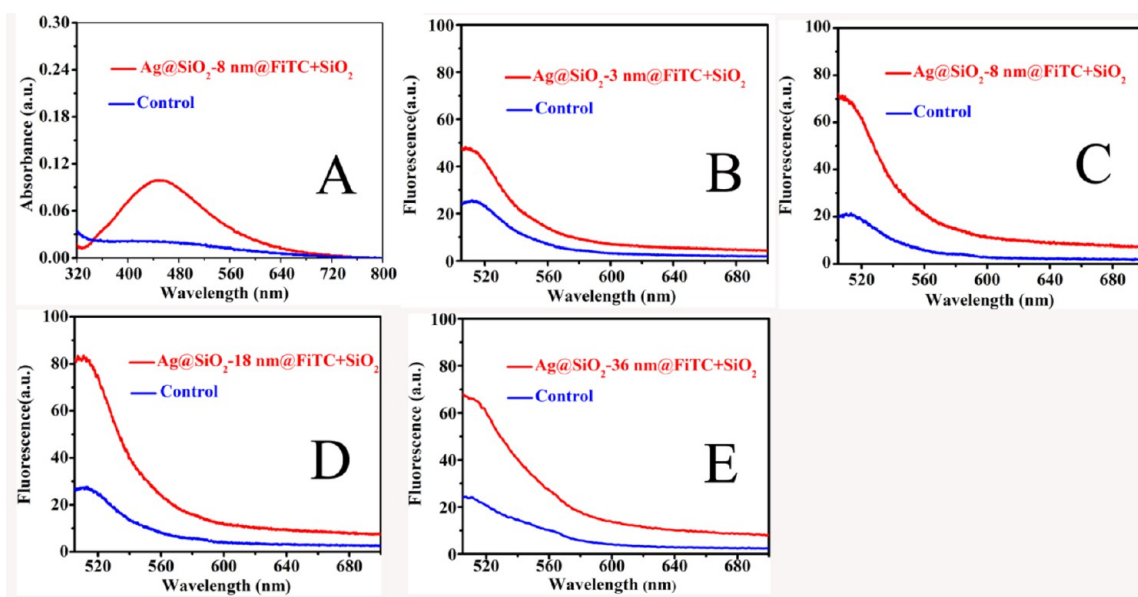 0.30
0.24
0.18
0.12
0.06
0.00
Absorbance (a.u.)
Ag@SiO₂-8 nm@FiTC+SiO₂
Control
A
320 400 480 560 640 720 800
Wavelength (nm)
100
80
60
40
20
0
Fluorescence(a.u.)
Ag@SiO₂-3 nm@FiTC+SiO₂
Control
B
520 560 600 640 680
Wavelength (nm)
100
80
60
40
20
0
Fluorescence(a.u.)
Ag@SiO₂-8 nm@FiTC+SiO₂
Control
C
520 560 600 640 680
Wavelength (nm)
100
80
60
40
20
0
Fluorescence(a.u.)
Ag@SiO₂-18 nm@FiTC+SiO₂
Control
D
520 560 600 640 680
Wavelength (nm)
100
80
60
40
20
0
Fluorescence (a.u.)
Ag@SiO₂-36 nm@FiTC+SiO₂
Control
E
520 560 600 640 680
Wavelength (nm)